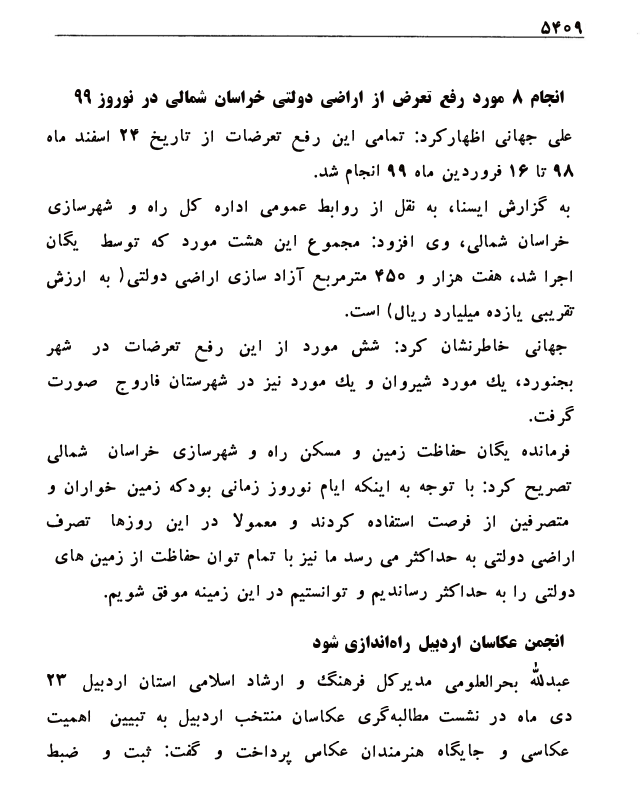 ۵۴۰۹
انجام ۸ مورد رفع تعرض از اراضی دولتی خراسان شمالی در نوروز ۹۹
علی جهانی اظهارکرد: تمامی این رفع تعرضات از تاریخ ۲۴ اسفند ماه
۹۸ تا ۱۶ فروردین ماه ۹۹ انجام شد.
به گزارش ایسنا، به نقل از روابط عمومی اداره کل راه و شهرسازی
خراسان شمالی، وی افزود: مجموع این هشت مورد که توسط یگان
اجرا شد، هفت هزار و ۴۵۰ مترمربع آزاد سازی اراضی دولتی( به ارزش
تقریبی یازده میلیارد ریال) است.
جهانی خاطرنشان کرد: شش مورد از این رفع تعرضات در شهر
بجنورد، یك مورد شیروان و یك مورد نیز در شهرستان فاروج صورت
گرفت.
فرمانده یگان حفاظت زمین و مسکن راه و شهرسازی خراسان شمالی
تصریح کرد: با توجه به اینکه ایام نوروز زمانی بودکه زمین خواران و
متصرفین از فرصت استفاده کردند و معمولا در این روزها تصرف
اراضی دولتی به حداکثر می رسد ما نیز با تمام توان حفاظت از زمین های
دولتی را به حداکثر رساندیم و توانستیم در این زمینه موفق شویم.
انجمن عکاسان اردبیل راه‌اندازی شود
عبدالله بحرالعلومی مدیرکل فرهنگ و ارشاد اسلامی استان اردبیل ۲۳
دی ماه در نشست مطالبه‌گری عکاسان منتخب اردبیل به تبیین اهمیت
عکاسی و جایگاه هنرمندان عکاس پرداخت و گفت: ثبت و ضبط